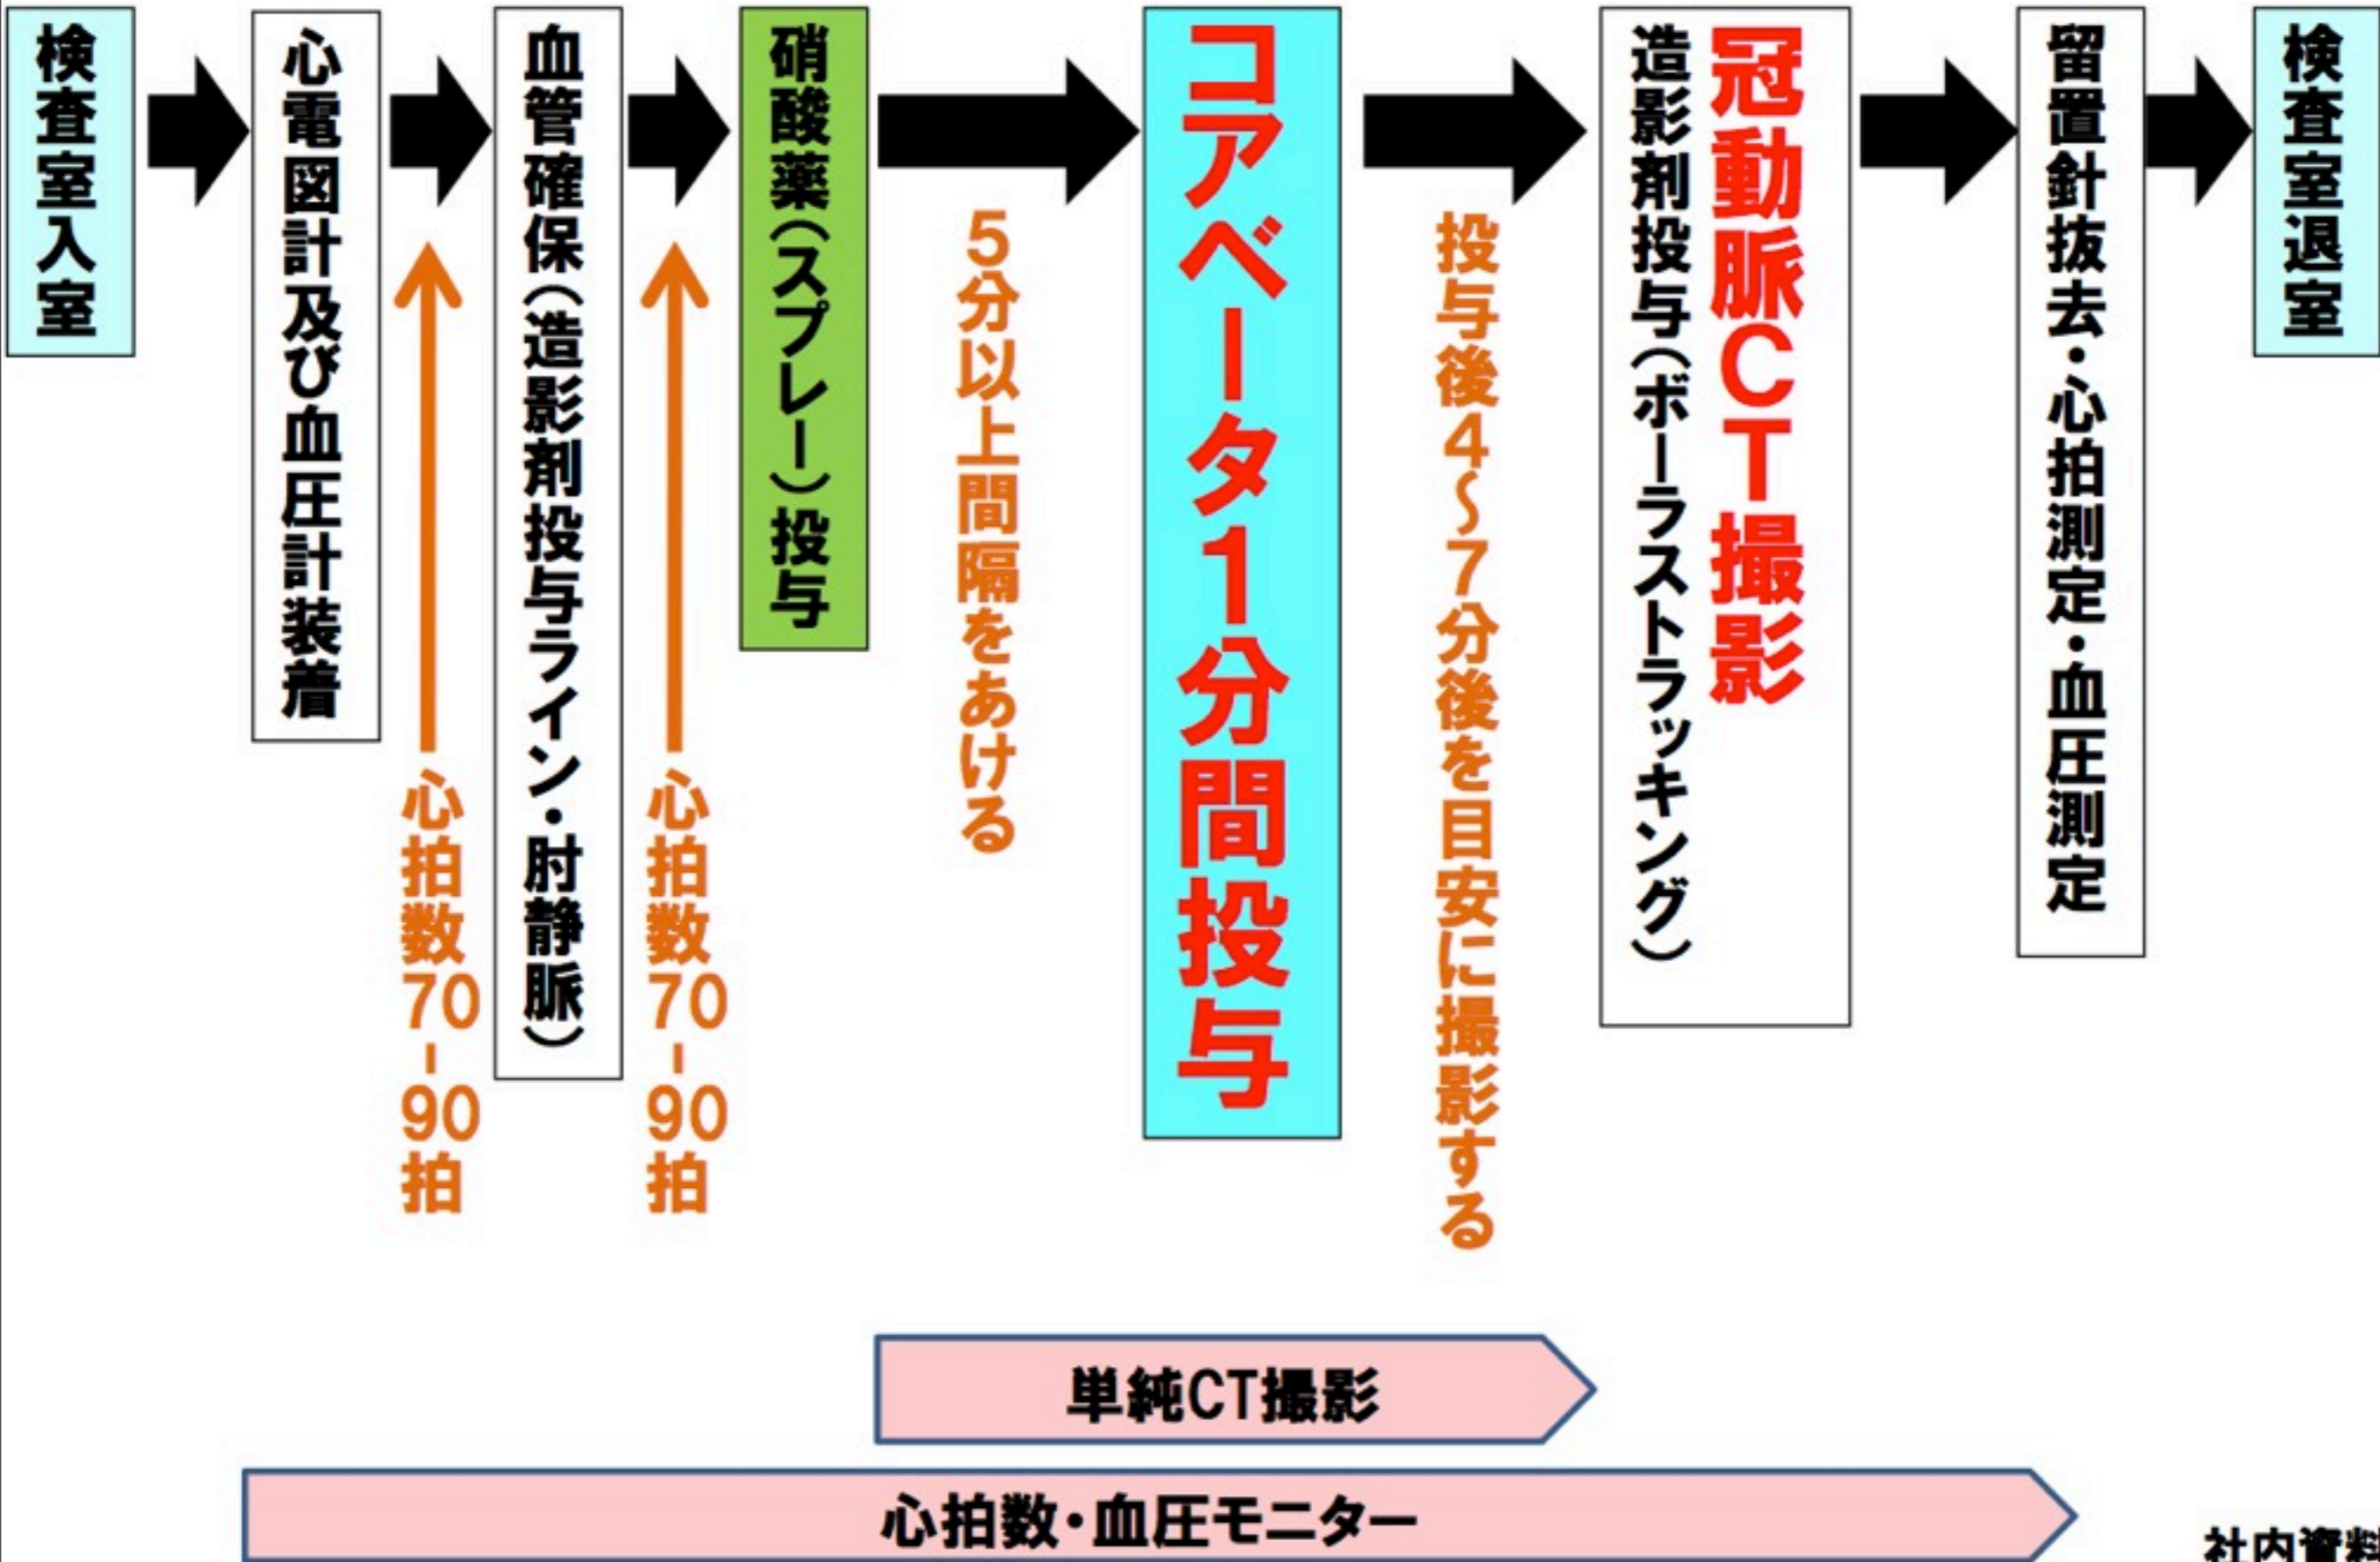 検査室入室
心電図計及び血圧計装着
心拍数70-90拍
血管確保（造影剤投与ライン・肘静脈）
心拍数70-90拍
硝酸薬（スプレー）投与
5分以上間隔をあける
コアベータ1分間投与
投与後4～7分後を目安に撮影する
冠動脈CT撮影
造影剤投与（ボーラストラッキング）
留置針抜去・心拍測定・血圧測定
検査室退室
単純CT撮影
心拍数・血圧モニター
社内資料